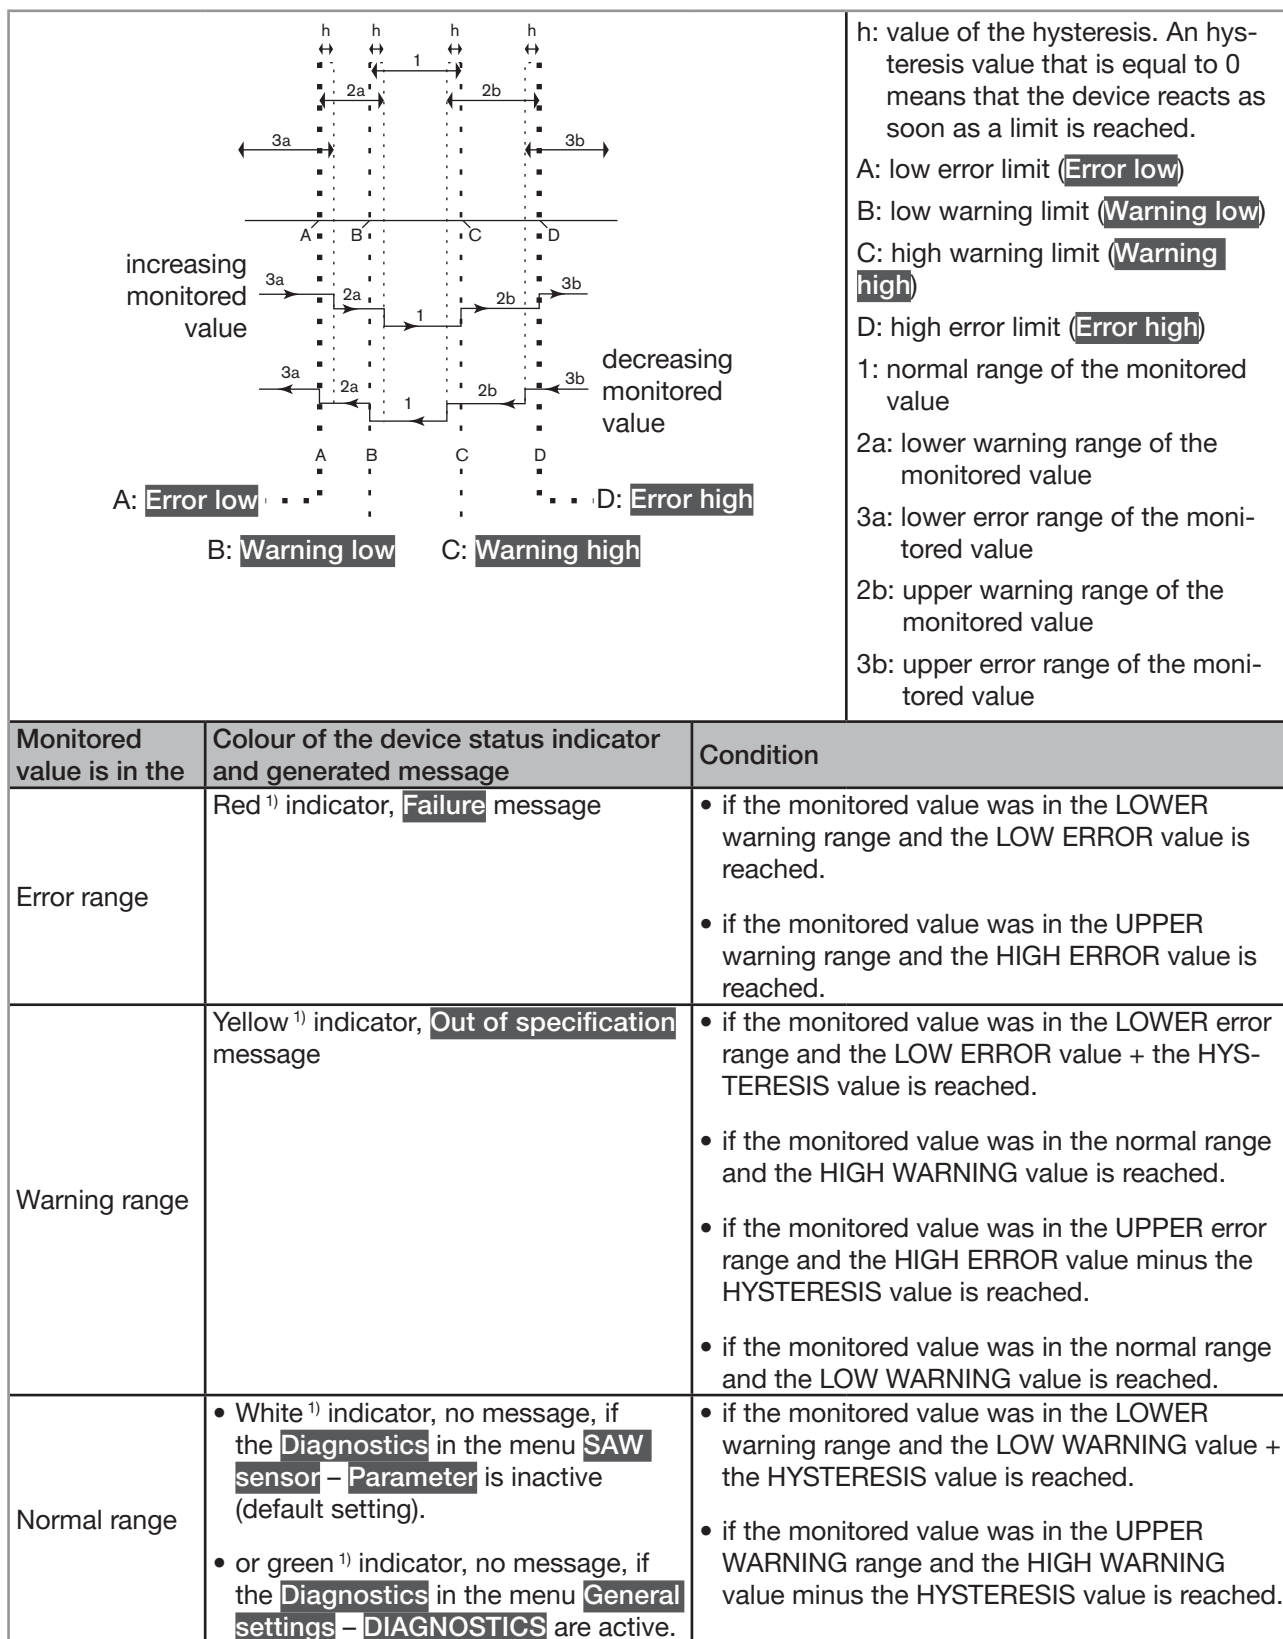 h h h h
1
2a 2b
3a 3b
A B C D
increasing
monitored
value
3a 2a 1 2b 3b
decreasing
monitored
value
3a 2a 1 2b 3b
A B C D
A: Error low
D: Error high
B: Warning low
C: Warning high
h: value of the hysteresis. An hys-
teresis value that is equal to 0
means that the device reacts as
soon as a limit is reached.
A: low error limit (Error low)
B: low warning limit (Warning low)
C: high warning limit (Warning
high)
D: high error limit (Error high)
1: normal range of the monitored
value
2a: lower warning range of the
monitored value
3a: lower error range of the moni-
tored value
2b: upper warning range of the
monitored value
3b: upper error range of the moni-
tored value
Monitored
value is in the
Colour of the device status indicator
and generated message
Condition
Error range
Red 1) indicator, Failure message
• if the monitored value was in the LOWER
warning range and the LOW ERROR value is
reached.
• if the monitored value was in the UPPER
warning range and the HIGH ERROR value is
reached.
Warning range
Yellow 1) indicator, Out of specification
message
• if the monitored value was in the LOWER error
range and the LOW ERROR value + the HYS-
TERESIS value is reached.
• if the monitored value was in the normal range
and the HIGH WARNING value is reached.
• if the monitored value was in the UPPER error
range and the HIGH ERROR value minus the
HYSTERESIS value is reached.
• if the monitored value was in the normal range
and the LOW WARNING value is reached.
Normal range
• White 1) indicator, no message, if
the Diagnostics in the menu SAW
sensor – Parameter is inactive
(default setting).
• or green 1) indicator, no message, if
the Diagnostics in the menu General
settings – DIAGNOSTICS are active.
• if the monitored value was in the LOWER
warning range and the LOW WARNING value +
the HYSTERESIS value is reached.
• if the monitored value was in the UPPER
WARNING range and the HIGH WARNING
value minus the HYSTERESIS value is reached.